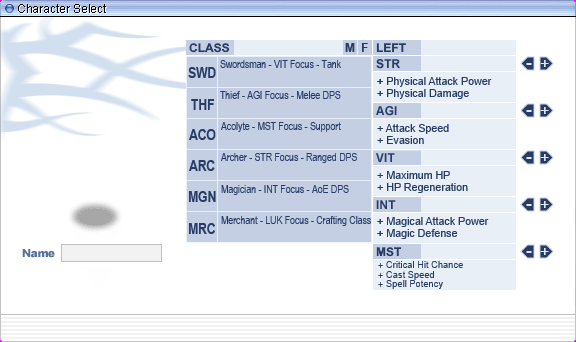 Character Select
CLASS M F
SWD Swordsman - VIT Focus - Tank
THF Thief - AGI Focus - Melee DPS
ACO Acolyte - MST Focus - Support
ARC Archer - STR Focus - Ranged DPS
MGN Magician - INT Focus - AoE DPS
MRC Merchant - LUK Focus - Crafting Class
Name
LEFT
STR
+ Physical Attack Power
+ Physical Damage
AGI
+ Attack Speed
+ Evasion
VIT
+ Maximum HP
+ HP Regeneration
INT
+ Magical Attack Power
+ Magic Defense
MST
+ Critical Hit Chance
+ Cast Speed
+ Spell Potency